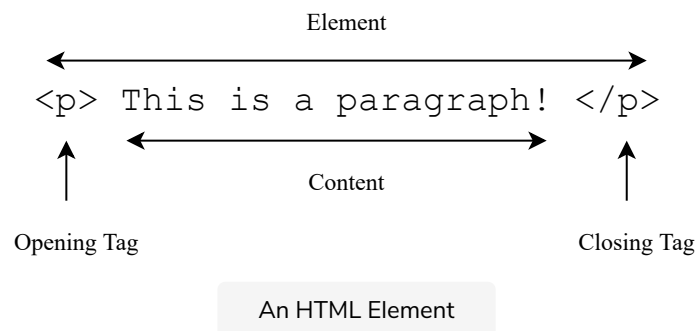 Element
<p> This is a paragraph! </p>
Content
Opening Tag
Closing Tag
An HTML Element